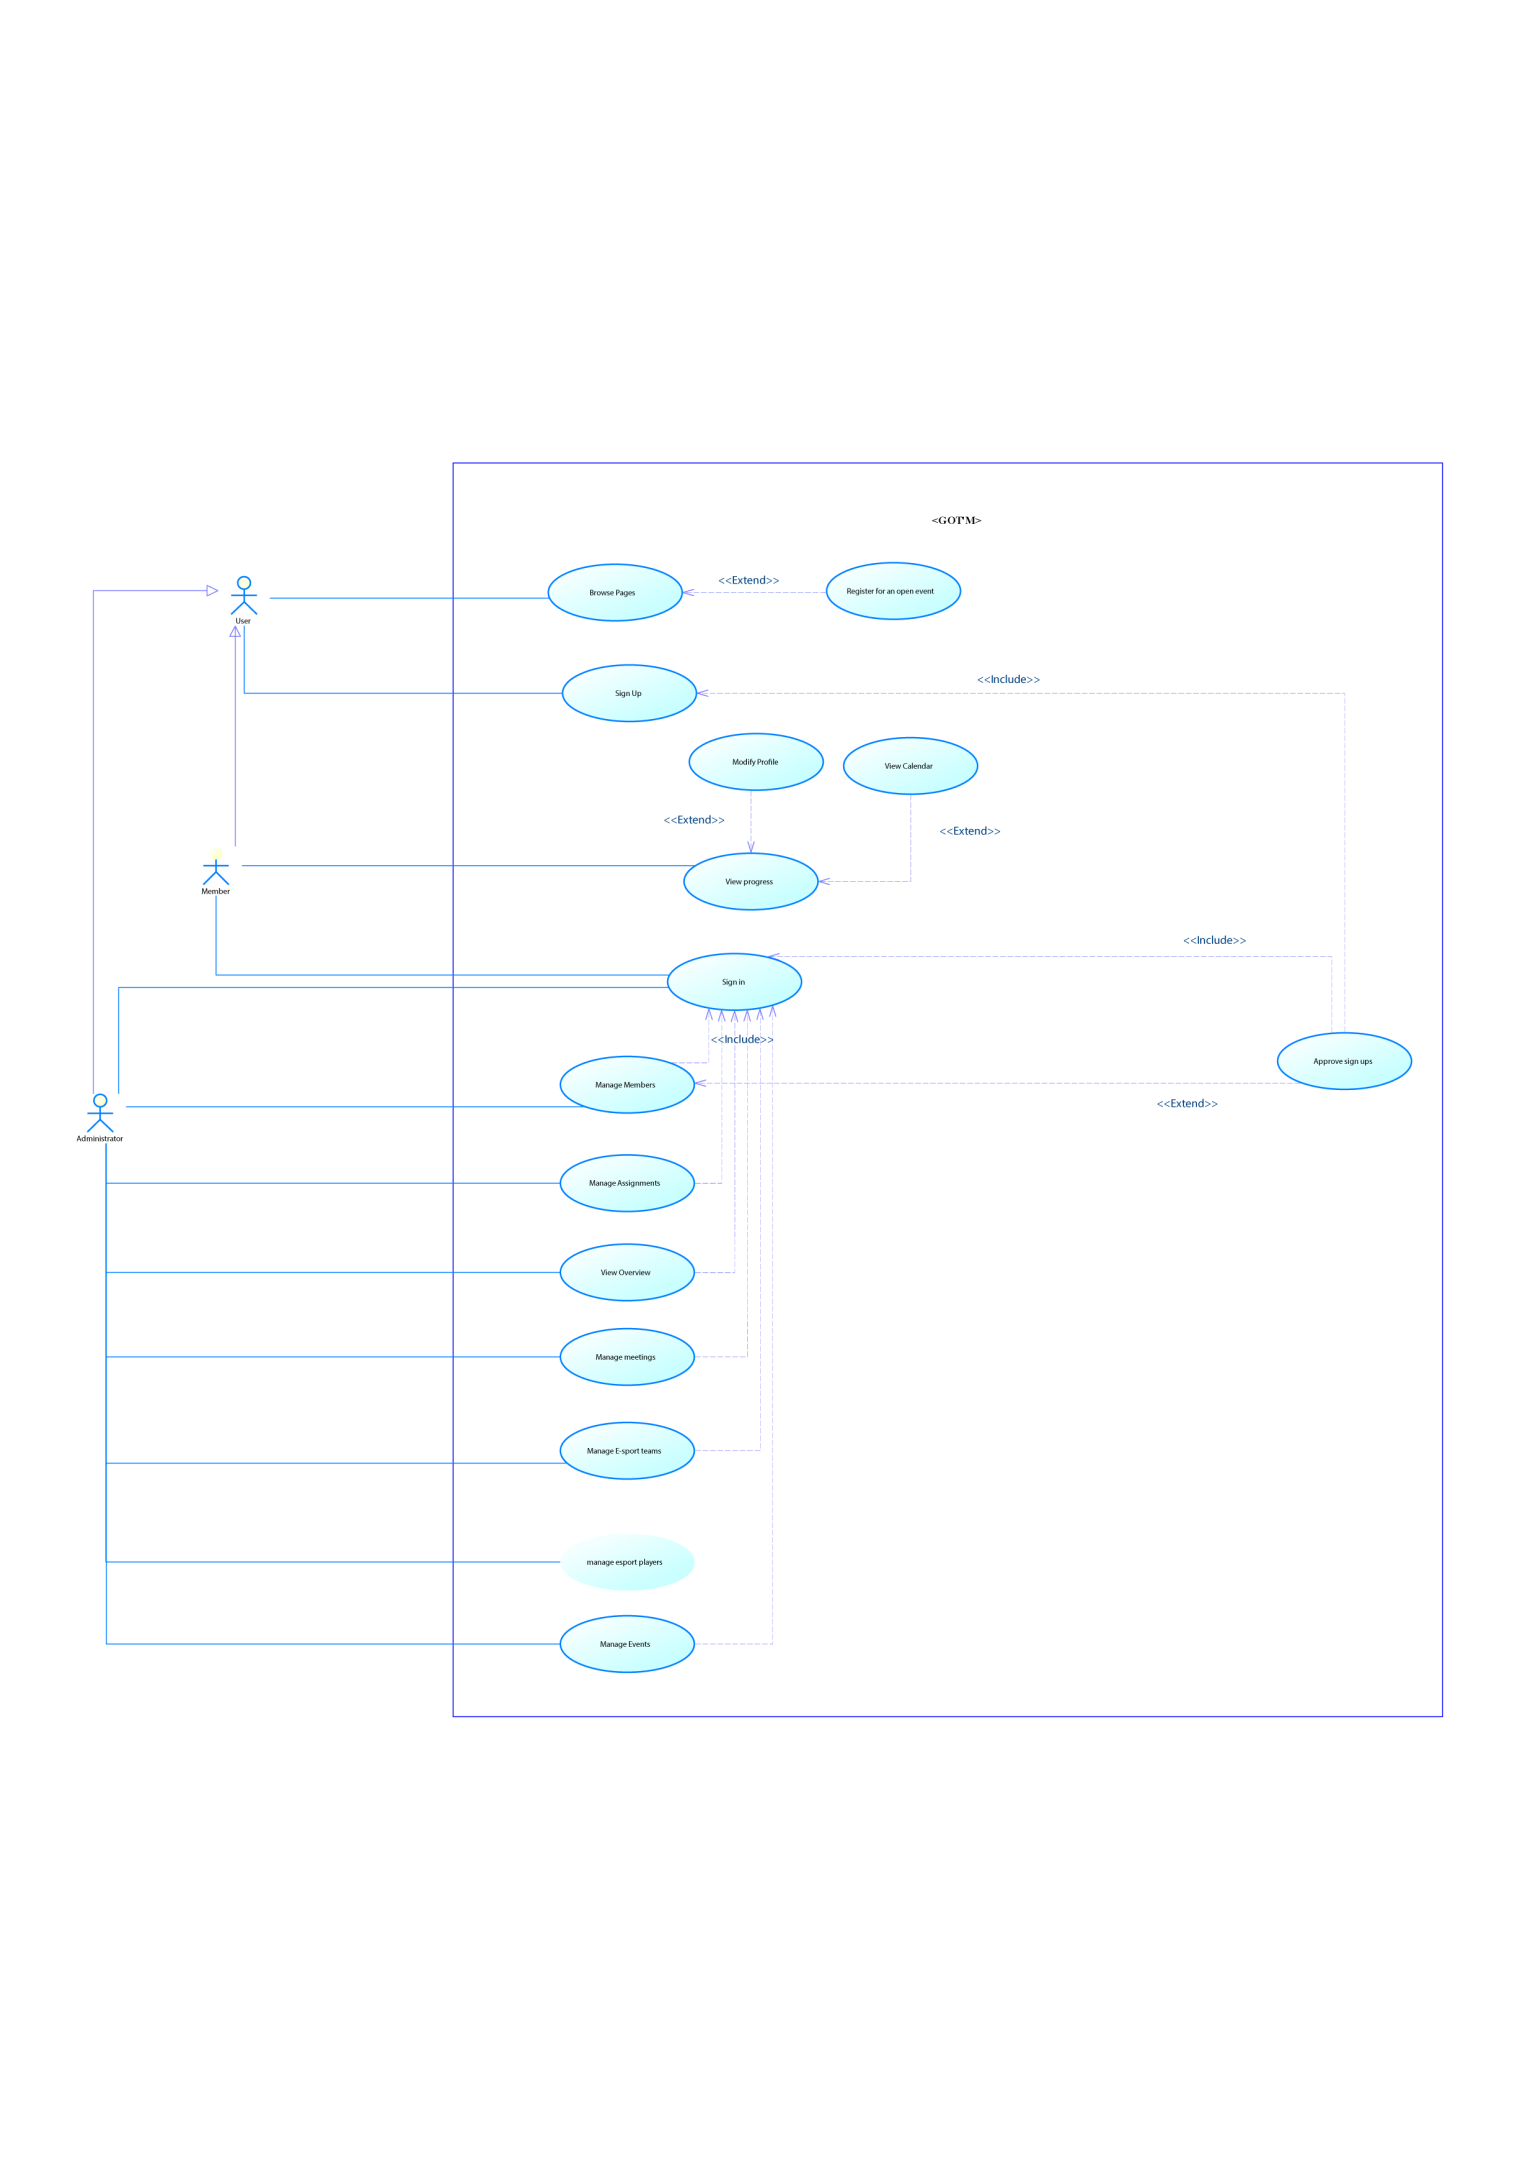 <GOT'M>
Browse Pages
<<Extend>>
Register for an open event
User
<<Include>>
Sign Up
Modify Profile
View Calendar
<<Extend>>
<<Extend>>
View progress
Member
<<Include>>
Sign in
<<Include>>
Approve sign ups
Manage Members
<<Extend>>
Administrator
Manage Assignments
View Overview
Manage meetings
Manage E-sport teams
manage esport players
Manage Events